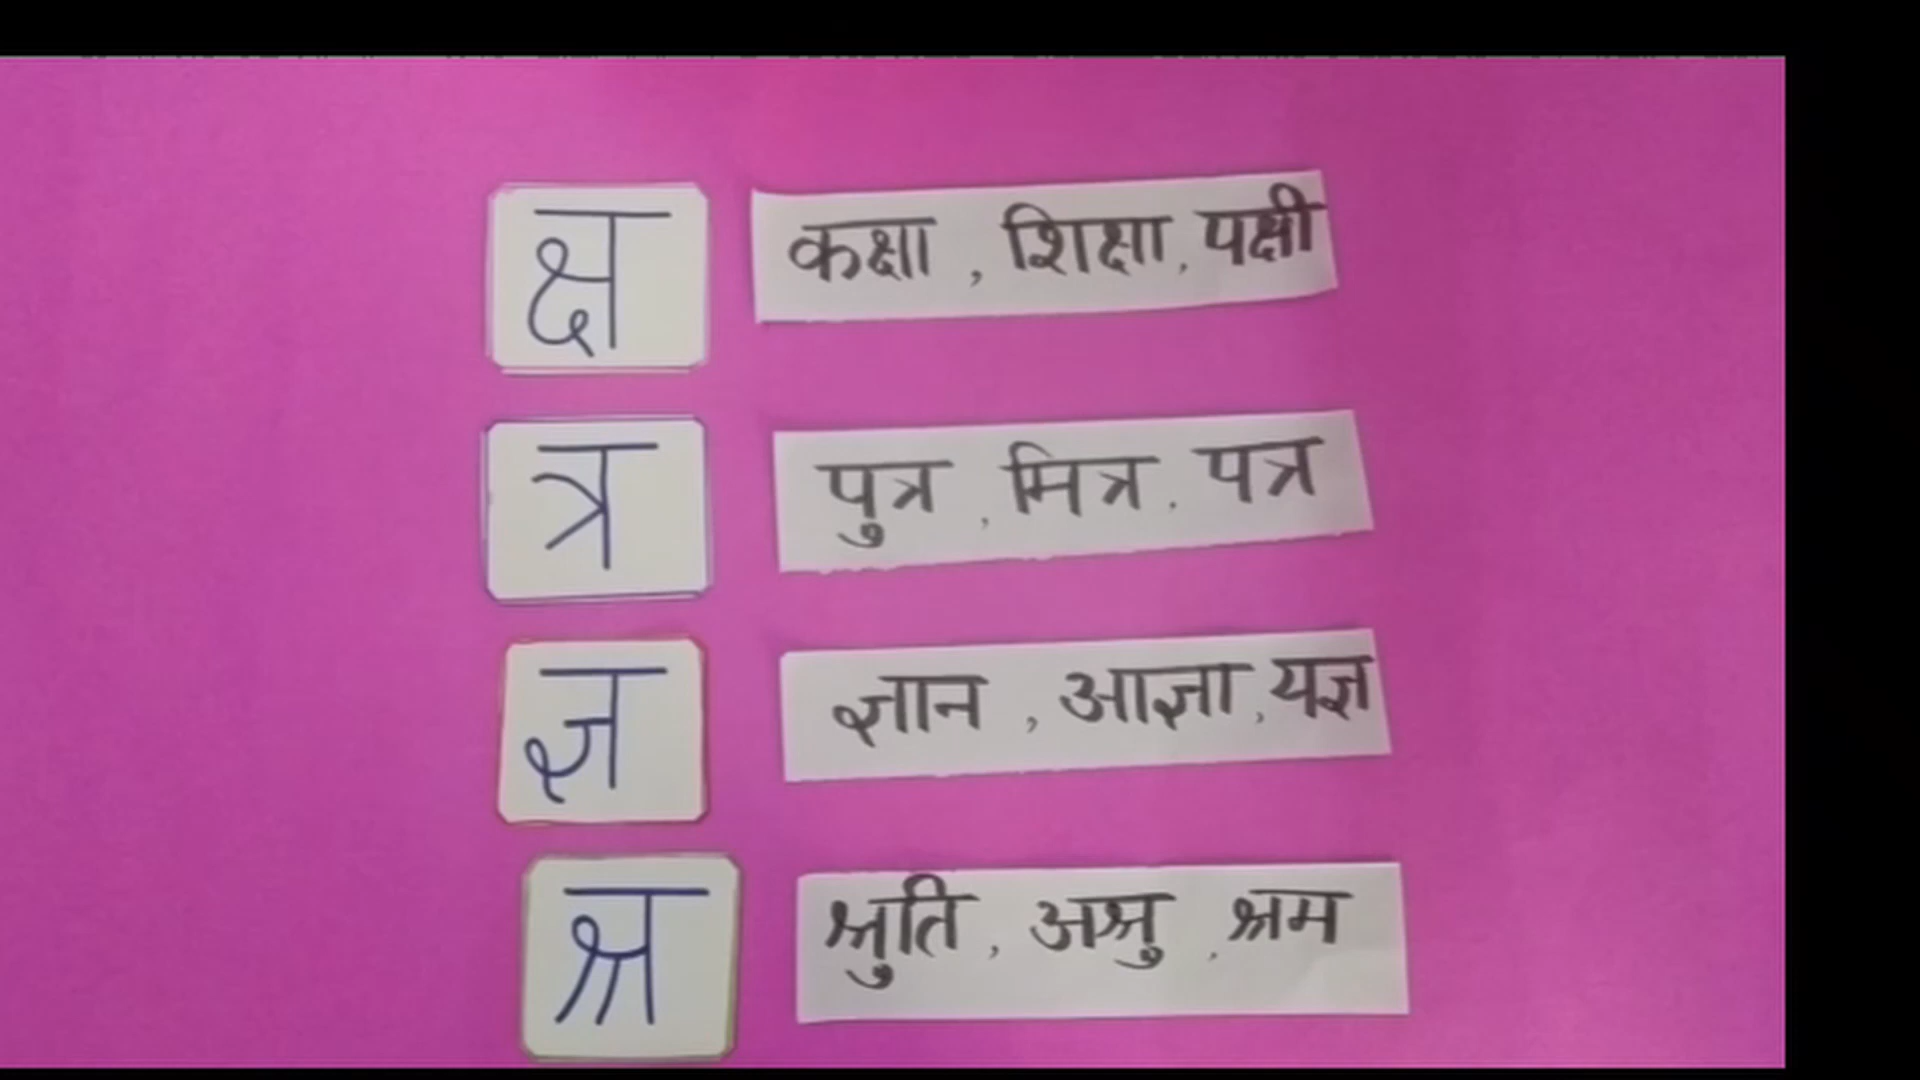 क्ष कक्षा , शिक्षा, पक्षी
त्र पुत्र , मित्र, पत्र
ज्ञ ज्ञान , आज्ञा, यज्ञ
श्र श्रुति, अश्रु, श्रम